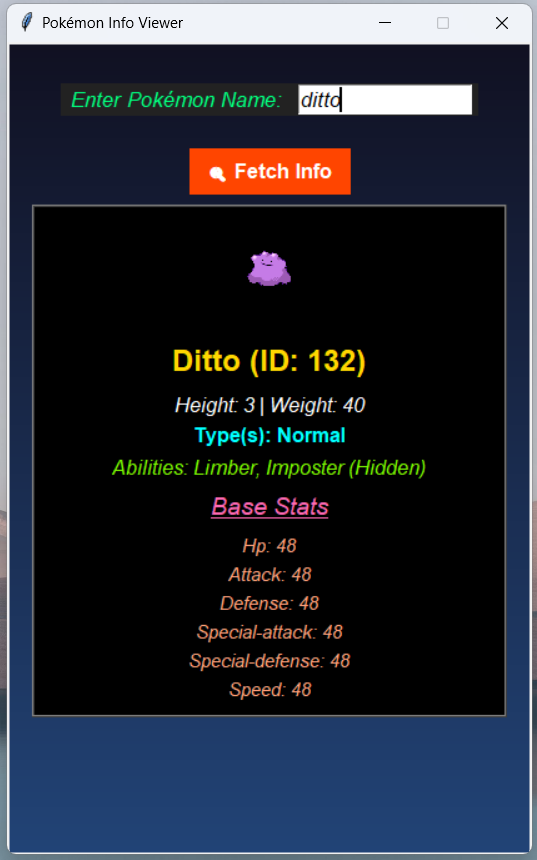 Pokémon Info Viewer
Enter Pokémon Name: ditto
Fetch Info
Ditto (ID: 132)
Height: 3 | Weight: 40
Type(s): Normal
Abilities: Limber, Imposter (Hidden)
Base Stats
Hp: 48
Attack: 48
Defense: 48
Special-attack: 48
Special-defense: 48
Speed: 48